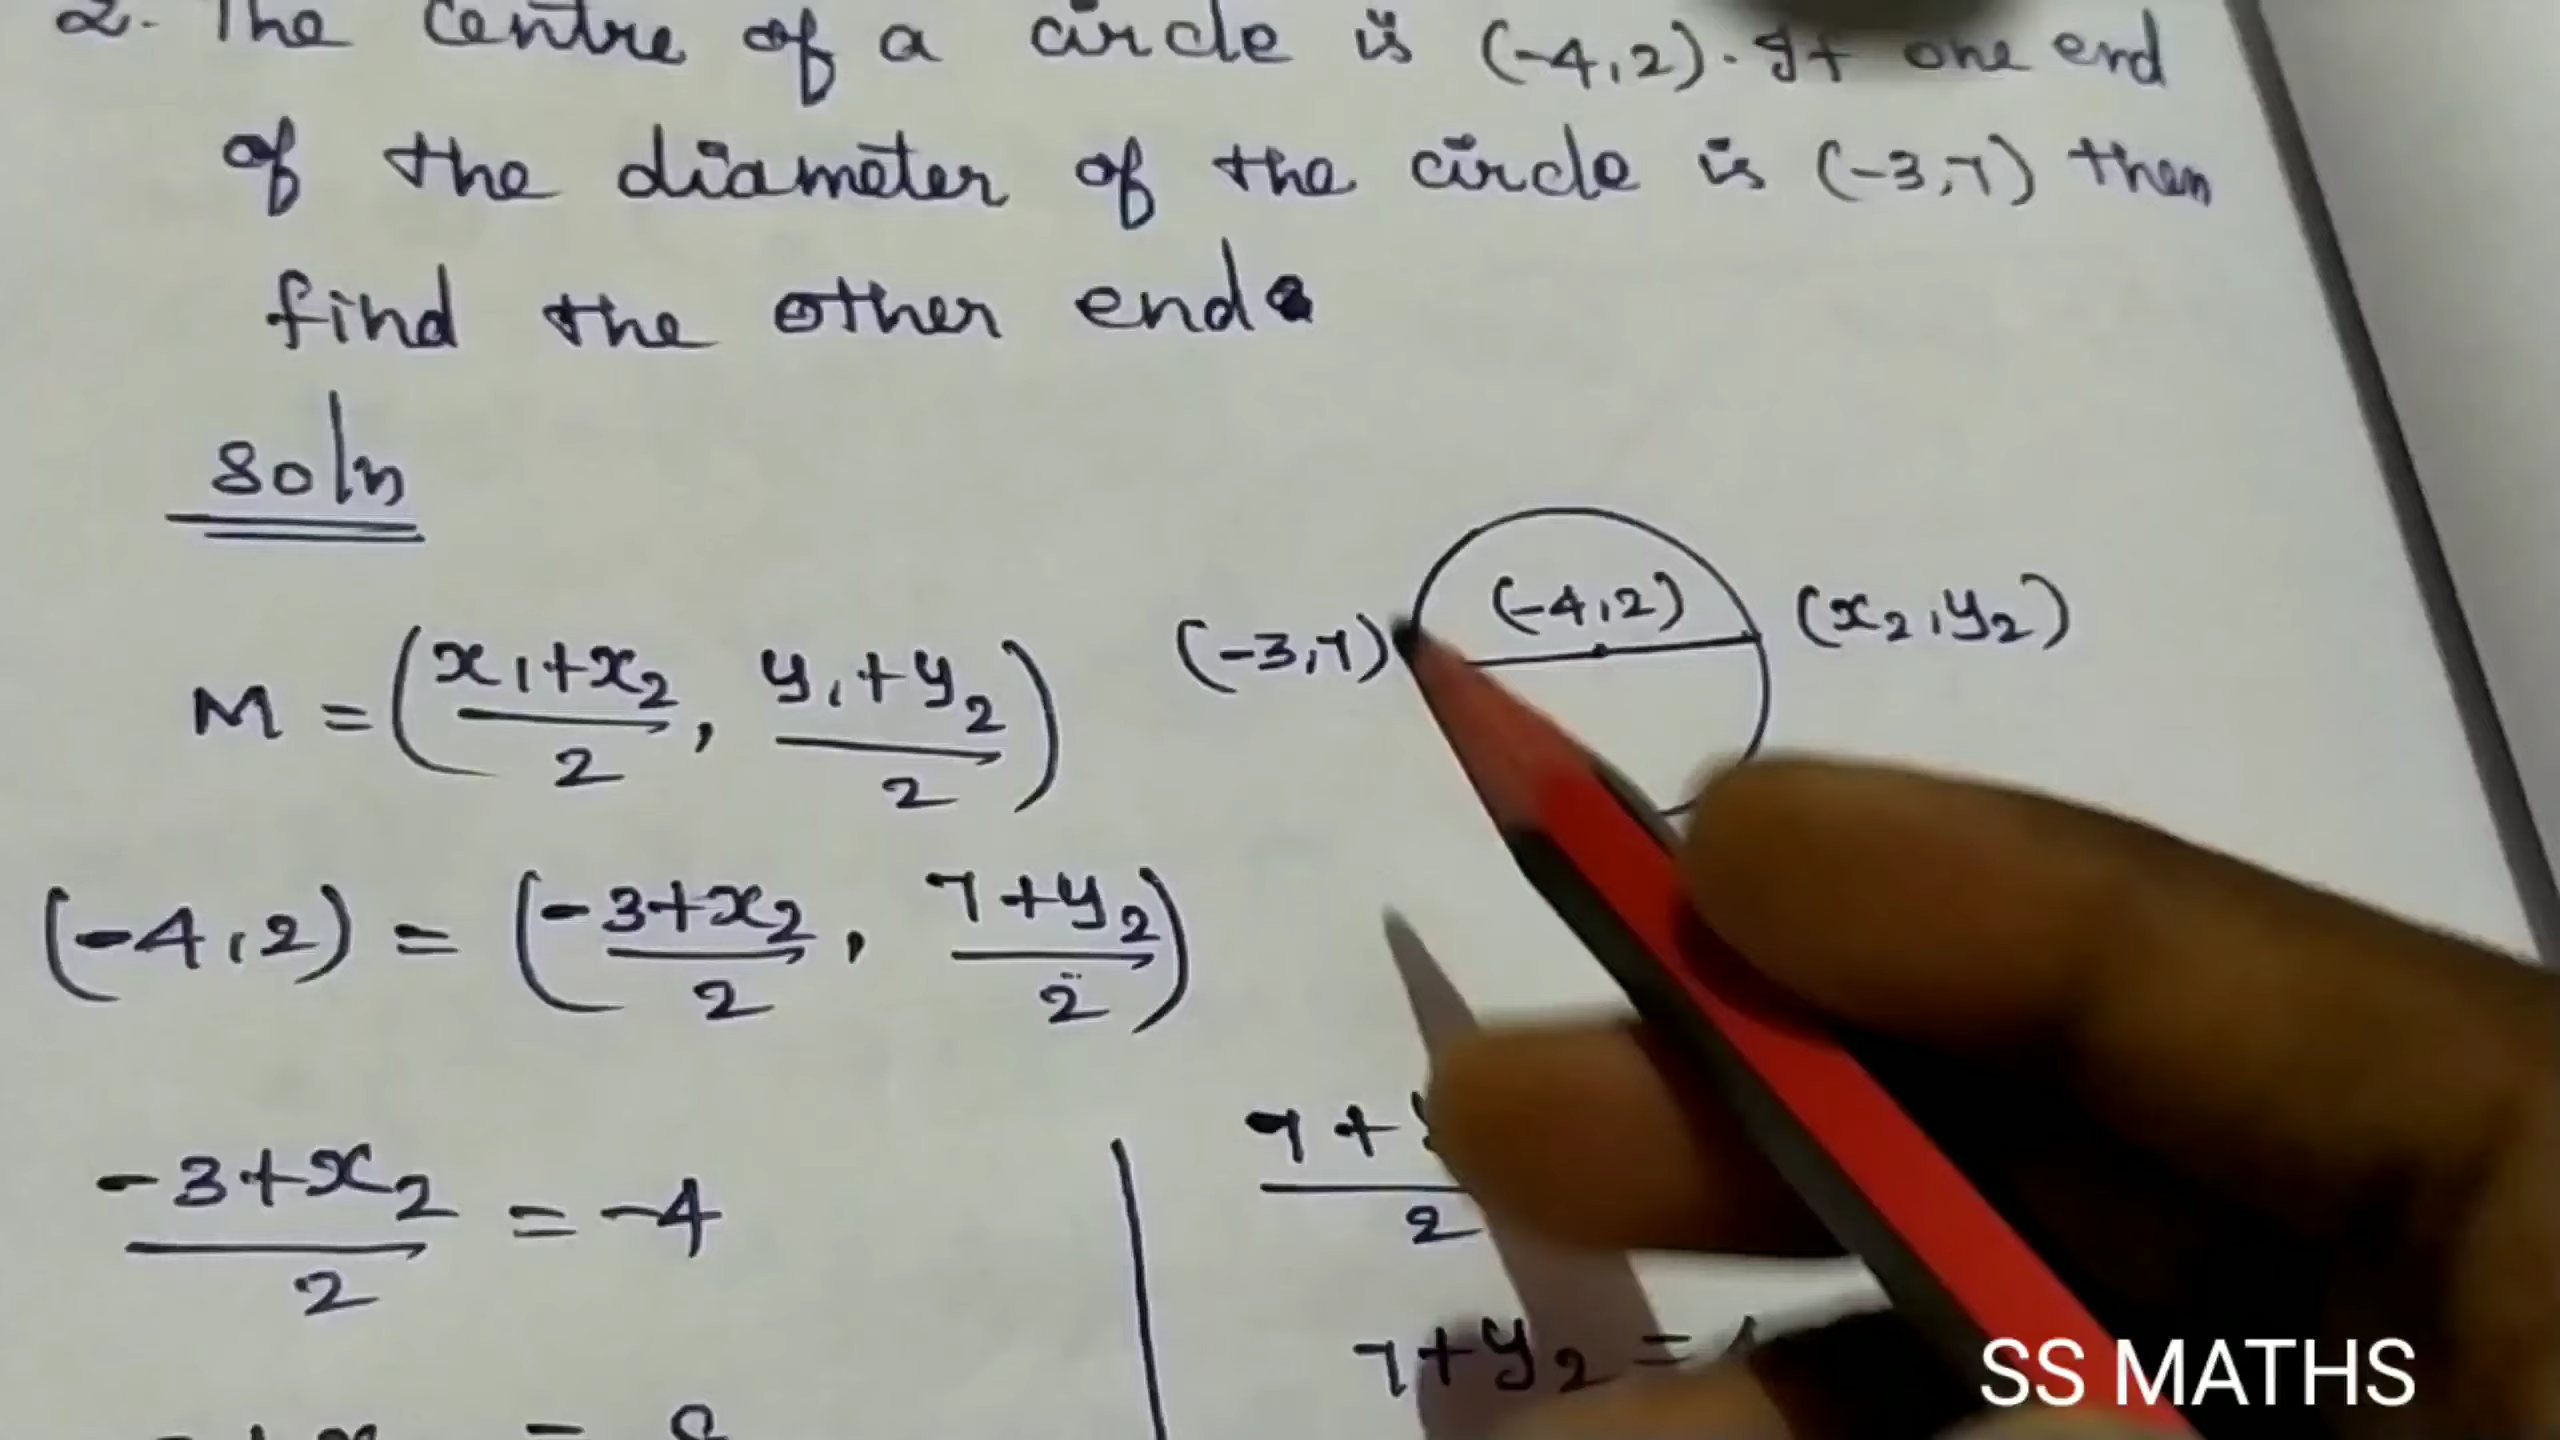 2. The Centre of a circle is (-4,2). If one end
of the diameter of the circle is (-3,7) then
find the other end.
Soln
M = (x₁+x₂/2, y₁+y₂/2)
(-3,7) (-4,2) (x₂,y₂)
(-4,2) = (-3+x₂/2, 7+y₂/2)
-3+x₂/2 = -4
7+ /2
7+y₂ =
SS MATHS